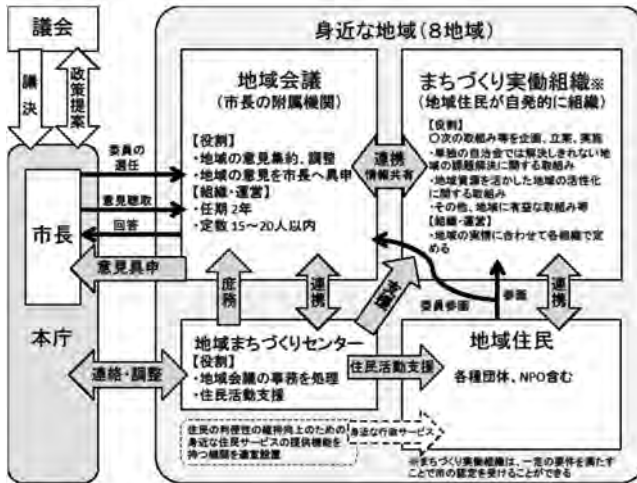 議会
議決
政策提案
本庁
市長
委員の
選任
意見聴取
回答
意見具申
連絡・調整
身近な地域(8地域)
地域会議
(市長の附属機関)
【役割】
・地域の意見集約、調整
・地域の意見を市長へ具申
【組織・運営】
・任期 2年
・定数 15〜20人以内
連携
情報共有
まちづくり実働組織※
(地域住民が自発的に組織)
【役割】
○次の取組み等を企画、立案、実施
・単独の自治会では解決しきれない地
域の課題解決に関する取組み
・地域資源を活かした地域の活性化
に関する取組み
・その他、地域に有益な取組み等
【組織・運営】
・地域の実情に合わせて各組織で定
める
庶務
連携
支援
委員参画
参画
連携
地域まちづくりセンター
【役割】
・地域会議の事務を処理
・住民活動支援
住民活動支援
地域住民
各種団体、NPO含む
住民の利便性の維持向上のための
身近な住民サービスの提供機能を
持つ機関を適宜設置
身近な行政サービス
※まちづくり実働組織は、一定の要件を満たす
ことで市の認定を受けることができる